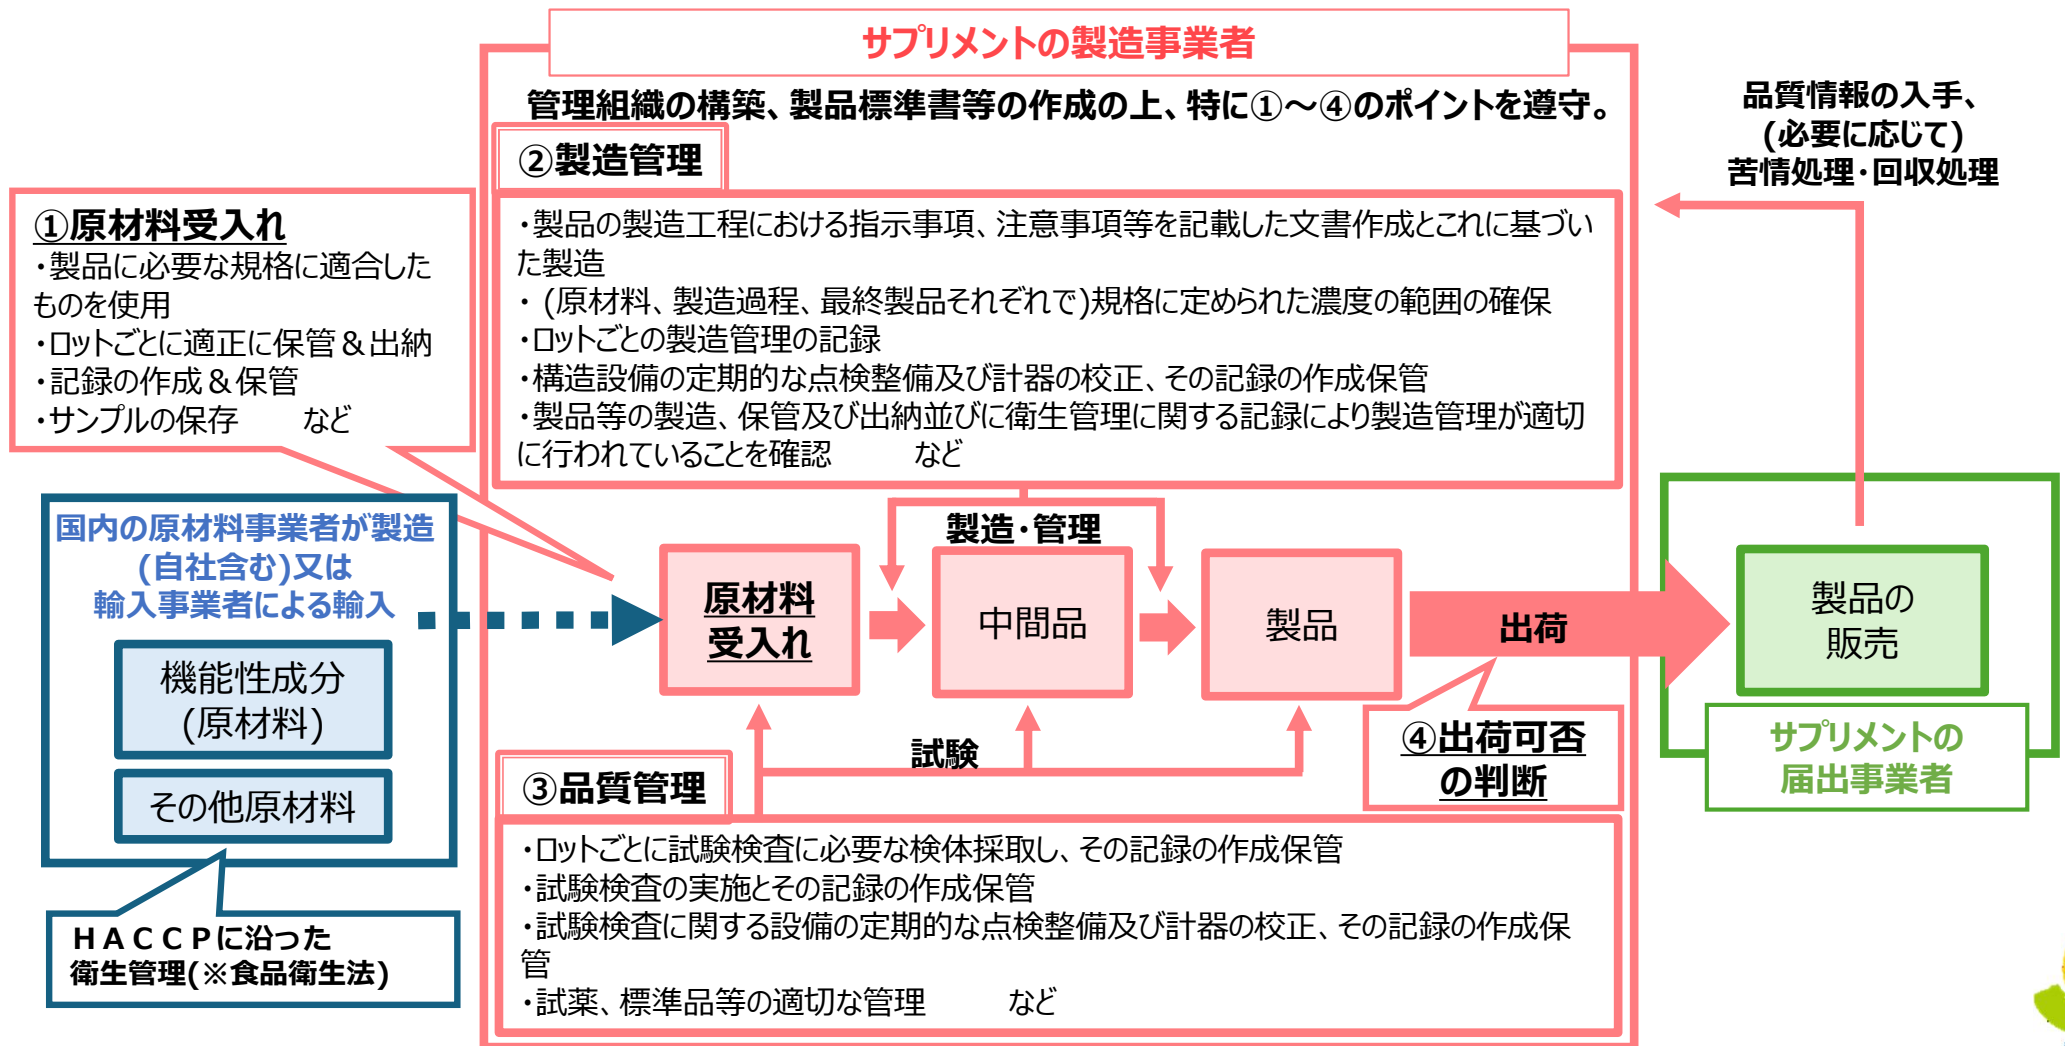 サプリメントの製造事業者
管理組織の構築、製品標準書等の作成の上、特に①～④のポイントを遵守。
品質情報の入手、
(必要に応じて)
苦情処理・回収処理
①原材料受入れ
・製品に必要な規格に適合した
ものを使用
・ロットごとに適正に保管＆出納
・記録の作成＆保管
・サンプルの保存　　など
②製造管理
・製品の製造工程における指示事項、注意事項等を記載した文書作成とこれに基づい
た製造
・ (原材料、製造過程、最終製品それぞれで)規格に定められた濃度の範囲の確保
・ロットごとの製造管理の記録
・構造設備の定期的な点検整備及び計器の校正、その記録の作成保管
・製品等の製造、保管及び出納並びに衛生管理に関する記録により製造管理が適切
に行われていることを確認　　など
国内の原材料事業者が製造
(自社含む)又は
輸入事業者による輸入
機能性成分
(原材料)
その他原材料
ＨＡＣＣＰに沿った
衛生管理(※食品衛生法)
製造・管理
原材料
受入れ
中間品
製品
出荷
製品の
販売
サプリメントの
届出事業者
試験
④出荷可否
の判断
③品質管理
・ロットごとに試験検査に必要な検体採取し、その記録の作成保管
・試験検査の実施とその記録の作成保管
・試験検査に関する設備の定期的な点検整備及び計器の校正、その記録の作成保
管
・試薬、標準品等の適切な管理　　など